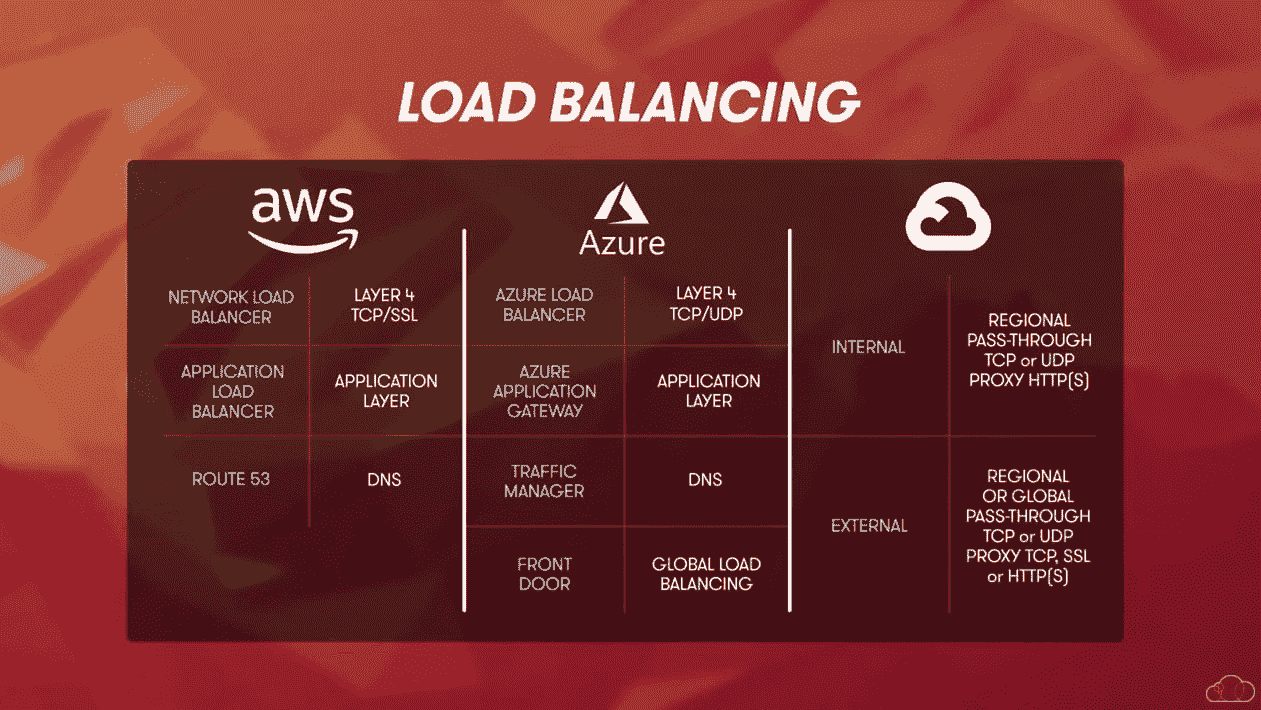 LOAD BALANCING
aws
NETWORK LOAD
BALANCER
LAYER 4
TCP/SSL
APPLICATION
LOAD
BALANCER
APPLICATION
LAYER
ROUTE 53
DNS
Azure
AZURE LOAD
BALANCER
LAYER 4
TCP/UDP
AZURE
APPLICATION
GATEWAY
APPLICATION
LAYER
TRAFFIC
MANAGER
DNS
FRONT
DOOR
GLOBAL LOAD
BALANCING
INTERNAL
REGIONAL
PASS-THROUGH
TCP or UDP
PROXY HTTP(S)
EXTERNAL
REGIONAL
OR GLOBAL
PASS-THROUGH
TCP or UDP
PROXY TCP, SSL
or HTTP(S)